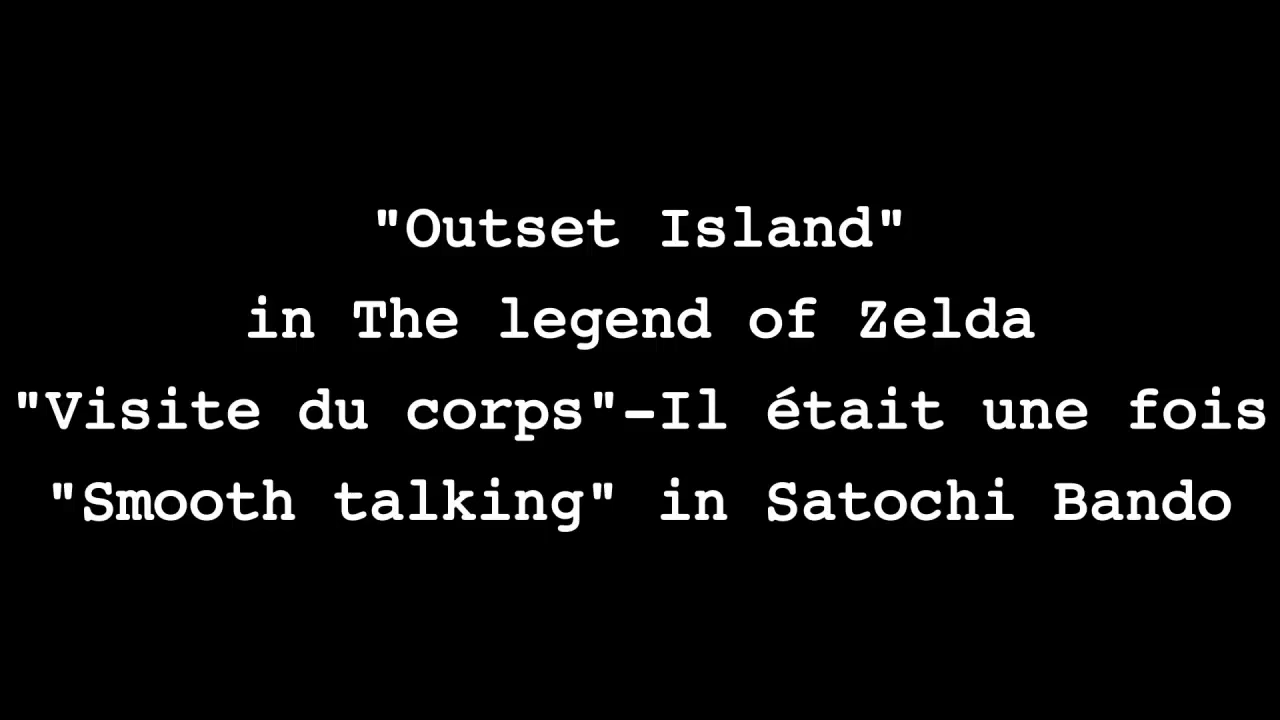 "Outset Island"
in The legend of Zelda
"Visite du corps"-Il était une fois
"Smooth talking" in Satochi Bando